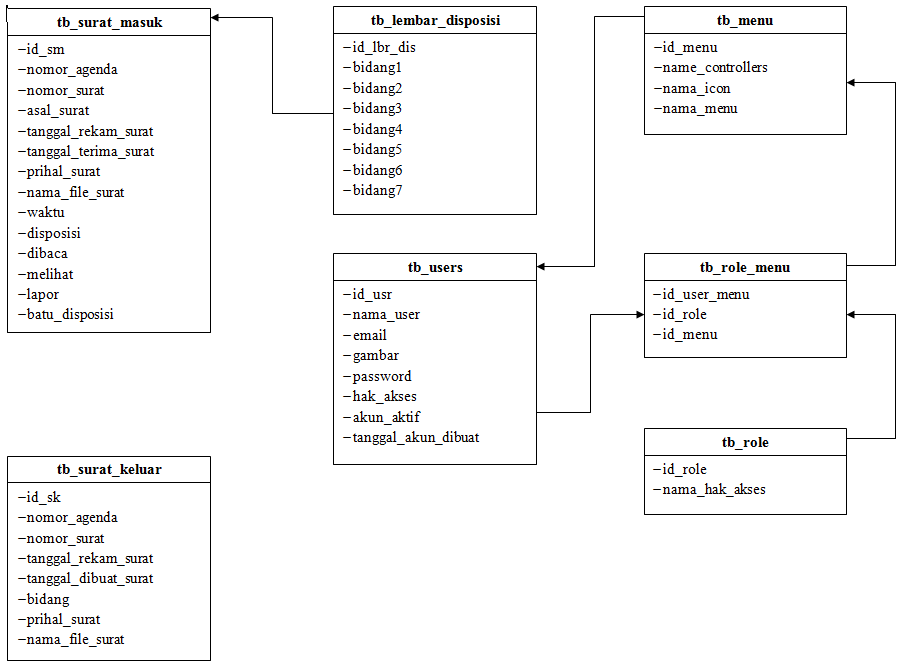 tb_surat_masuk
−id_sm
−nomor_agenda
−nomor_surat
−asal_surat
−tanggal_rekam_surat
−tanggal_terima_surat
−prihal_surat
−nama_file_surat
−waktu
−disposisi
−dibaca
−melihat
−lapor
−batu_disposisi
tb_lembar_disposisi
−id_lbr_dis
−bidang1
−bidang2
−bidang3
−bidang4
−bidang5
−bidang6
−bidang7
tb_menu
−id_menu
−name_controllers
−nama_icon
−nama_menu
tb_users
−id_usr
−nama_user
−email
−gambar
−password
−hak_akses
−akun_aktif
−tanggal_akun_dibuat
tb_role_menu
−id_user_menu
−id_role
−id_menu
tb_role
−id_role
−nama_hak_akses
tb_surat_keluar
−id_sk
−nomor_agenda
−nomor_surat
−tanggal_rekam_surat
−tanggal_dibuat_surat
−bidang
−prihal_surat
−nama_file_surat